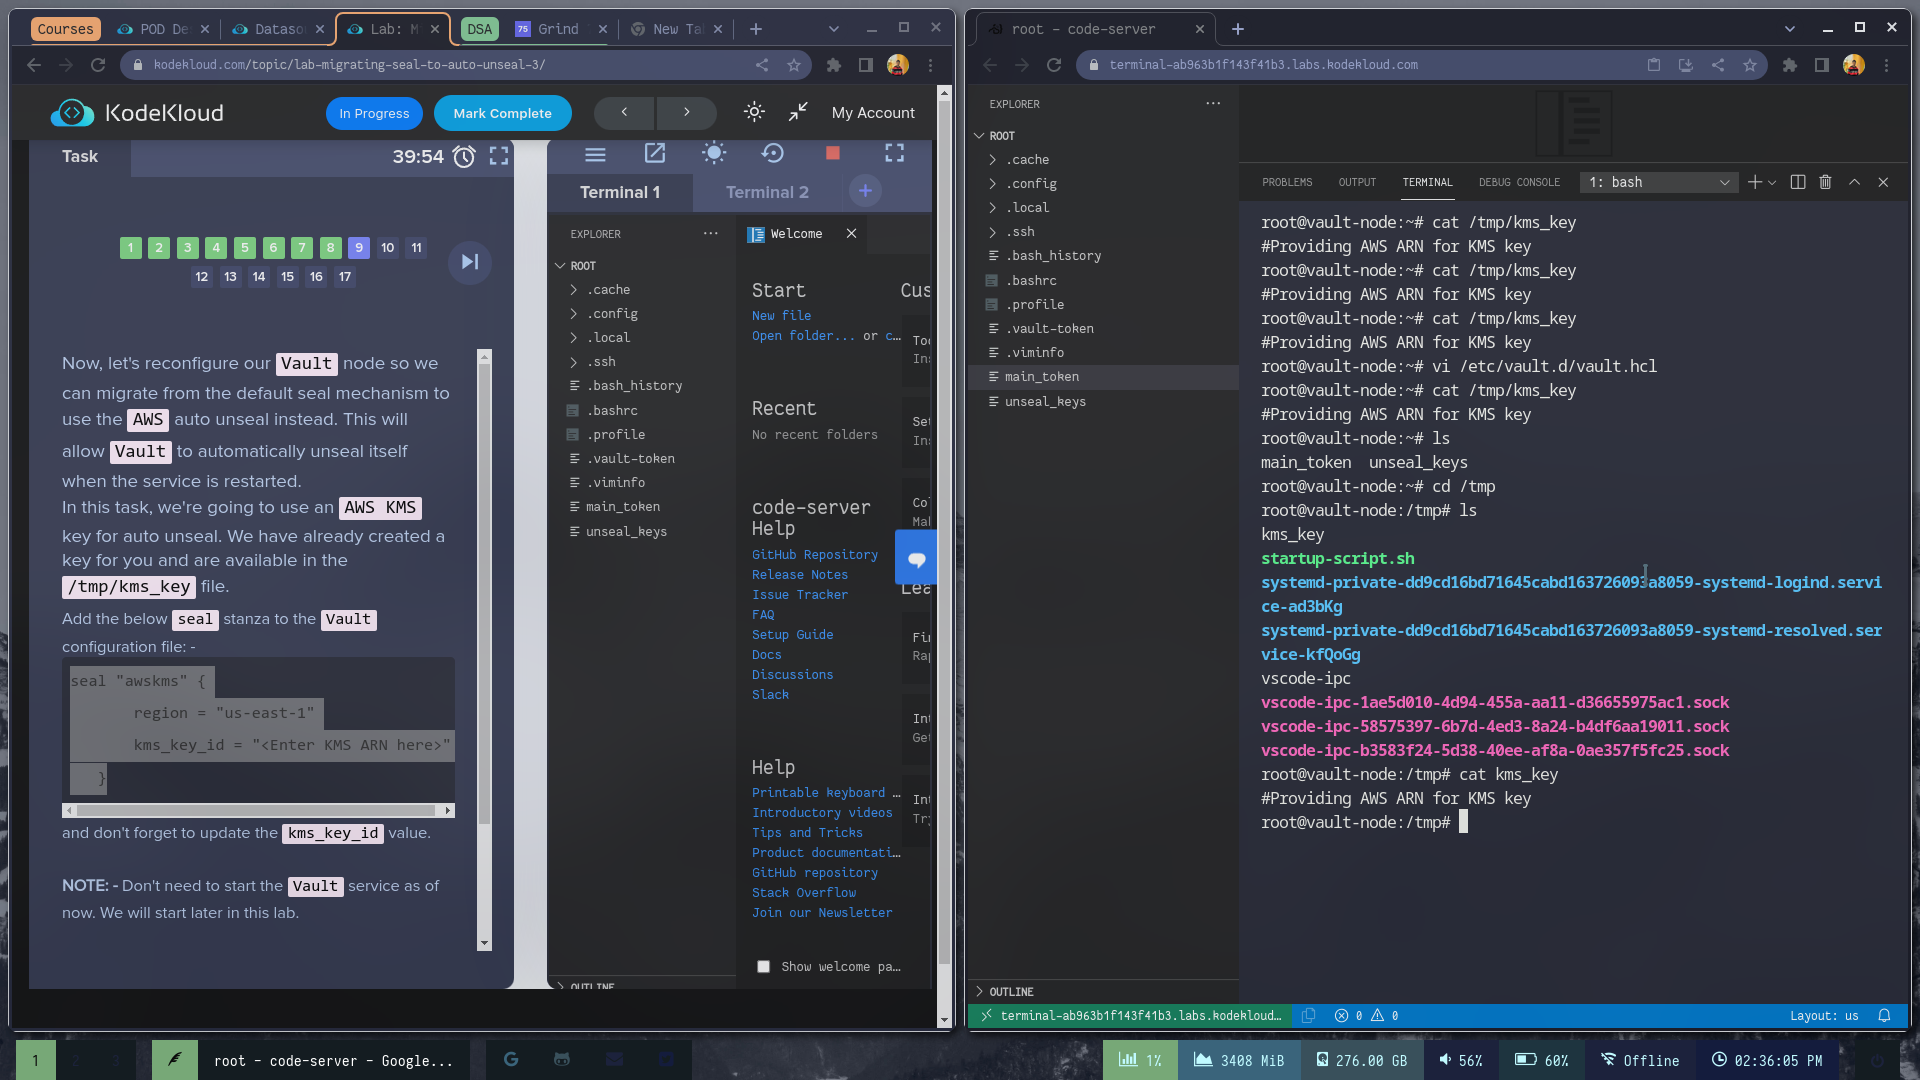 Courses
POD De
Dataso
Lab: M
DSA
Grind
New Ta
kodekloud.com/topic/lab-migrating-seal-to-auto-unseal-3/
KodeKloud
In Progress
Mark Complete
My Account
Task
39:54
1 2 3 4 5 6 7 8 9 10 11
12 13 14 15 16 17
Now, let's reconfigure our Vault node so we
can migrate from the default seal mechanism to
use the AWS auto unseal instead. This will
allow Vault to automatically unseal itself
when the service is restarted.
In this task, we're going to use an AWS KMS
key for auto unseal. We have already created a
key for you and are available in the
/tmp/kms_key file.
Add the below seal stanza to the Vault
configuration file: -
seal "awskms" {
region = "us-east-1"
kms_key_id = "<Enter KMS ARN here>"
}
and don't forget to update the kms_key_id value.
NOTE: - Don't need to start the Vault service as of
now. We will start later in this lab.
Terminal 1
Terminal 2
EXPLORER
ROOT
.cache
.config
.local
.ssh
.bash_history
.bashrc
.profile
.vault-token
.viminfo
main_token
unseal_keys
OUTLINE
Welcome
Start
New file
Open folder... or c…
Recent
No recent folders
code-server
Help
GitHub Repository
Release Notes
Issue Tracker
FAQ
Setup Guide
Docs
Discussions
Slack
Help
Printable keyboard …
Introductory videos
Tips and Tricks
Product documentati…
GitHub repository
Stack Overflow
Join our Newsletter
Show welcome pa…
Cus
Too
Ins
Set
Ins
Col
Mak
Lea
Fin
Rap
Int
Get
Int
Try
root - code-server
terminal-ab963b1f143f41b3.labs.kodekloud.com
EXPLORER
ROOT
.cache
.config
.local
.ssh
.bash_history
.bashrc
.profile
.vault-token
.viminfo
main_token
unseal_keys
OUTLINE
PROBLEMS
OUTPUT
TERMINAL
DEBUG CONSOLE
1: bash
root@vault-node:~# cat /tmp/kms_key
#Providing AWS ARN for KMS key
root@vault-node:~# cat /tmp/kms_key
#Providing AWS ARN for KMS key
root@vault-node:~# cat /tmp/kms_key
#Providing AWS ARN for KMS key
root@vault-node:~# vi /etc/vault.d/vault.hcl
root@vault-node:~# cat /tmp/kms_key
#Providing AWS ARN for KMS key
root@vault-node:~# ls
main_token  unseal_keys
root@vault-node:~# cd /tmp
root@vault-node:/tmp# ls
kms_key
startup-script.sh
systemd-private-dd9cd16bd71645cabd163726093a8059-systemd-logind.servi
ce-ad3bKg
systemd-private-dd9cd16bd71645cabd163726093a8059-systemd-resolved.ser
vice-kfQoGg
vscode-ipc
vscode-ipc-1ae5d010-4d94-455a-aa11-d36655975ac1.sock
vscode-ipc-58575397-6b7d-4ed3-8a24-b4df6aa19011.sock
vscode-ipc-b3583f24-5d38-40ee-af8a-0ae357f5fc25.sock
root@vault-node:/tmp# cat kms_key
#Providing AWS ARN for KMS key
root@vault-node:/tmp#
terminal-ab963b1f143f41b3.labs.kodekloud…
0 0
Layout: us
1 2 3
root - code-server - Google...
1%
3408 MiB
276.00 GB
56%
60%
Offline
02:36:05 PM